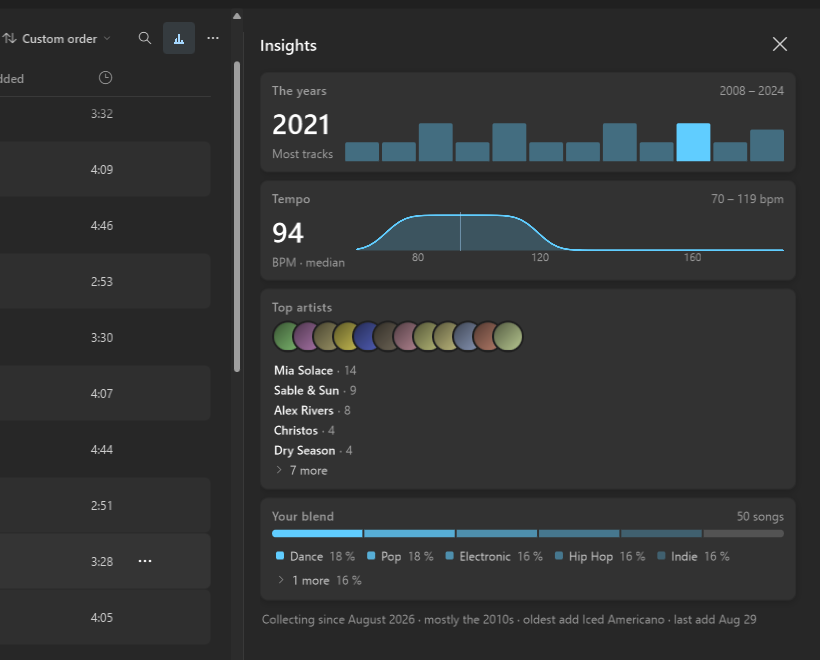 Custom order
dded
3:32
4:09
4:46
2:53
3:30
4:07
4:44
2:51
3:28
4:05
Insights
The years
2008 – 2024
2021
Most tracks
Tempo
70 – 119 bpm
94
BPM · median
80 120 160
Top artists
Mia Solace · 14
Sable & Sun · 9
Alex Rivers · 8
Christos · 4
Dry Season · 4
7 more
Your blend
50 songs
Dance 18 % Pop 18 % Electronic 16 % Hip Hop 16 % Indie 16 %
1 more 16 %
Collecting since August 2026 · mostly the 2010s · oldest add Iced Americano · last add Aug 29